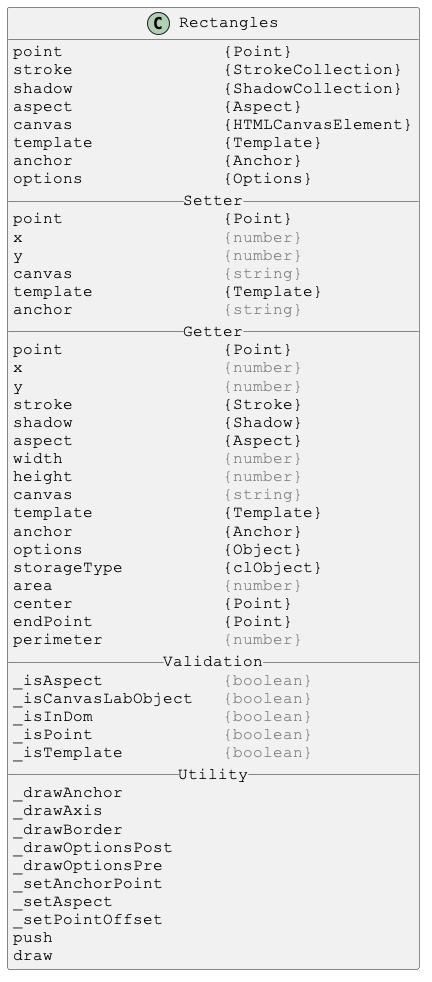 C Rectangles
point {Point}
stroke {StrokeCollection}
shadow {ShadowCollection}
aspect {Aspect}
canvas {HTMLCanvasElement}
template {Template}
anchor {Anchor}
options {Options}
Setter
point {Point}
x {number}
y {number}
canvas {string}
template {Template}
anchor {string}
Getter
point {Point}
x {number}
y {number}
stroke {Stroke}
shadow {Shadow}
aspect {Aspect}
width {number}
height {number}
canvas {string}
template {Template}
anchor {Anchor}
options {Object}
storageType {clObject}
area {number}
center {Point}
endPoint {Point}
perimeter {number}
Validation
_isAspect {boolean}
_isCanvasLabObject {boolean}
_isInDom {boolean}
_isPoint {boolean}
_isTemplate {boolean}
Utility
_drawAnchor
_drawAxis
_drawBorder
_drawOptionsPost
_drawOptionsPre
_setAnchorPoint
_setAspect
_setPointOffset
push
draw